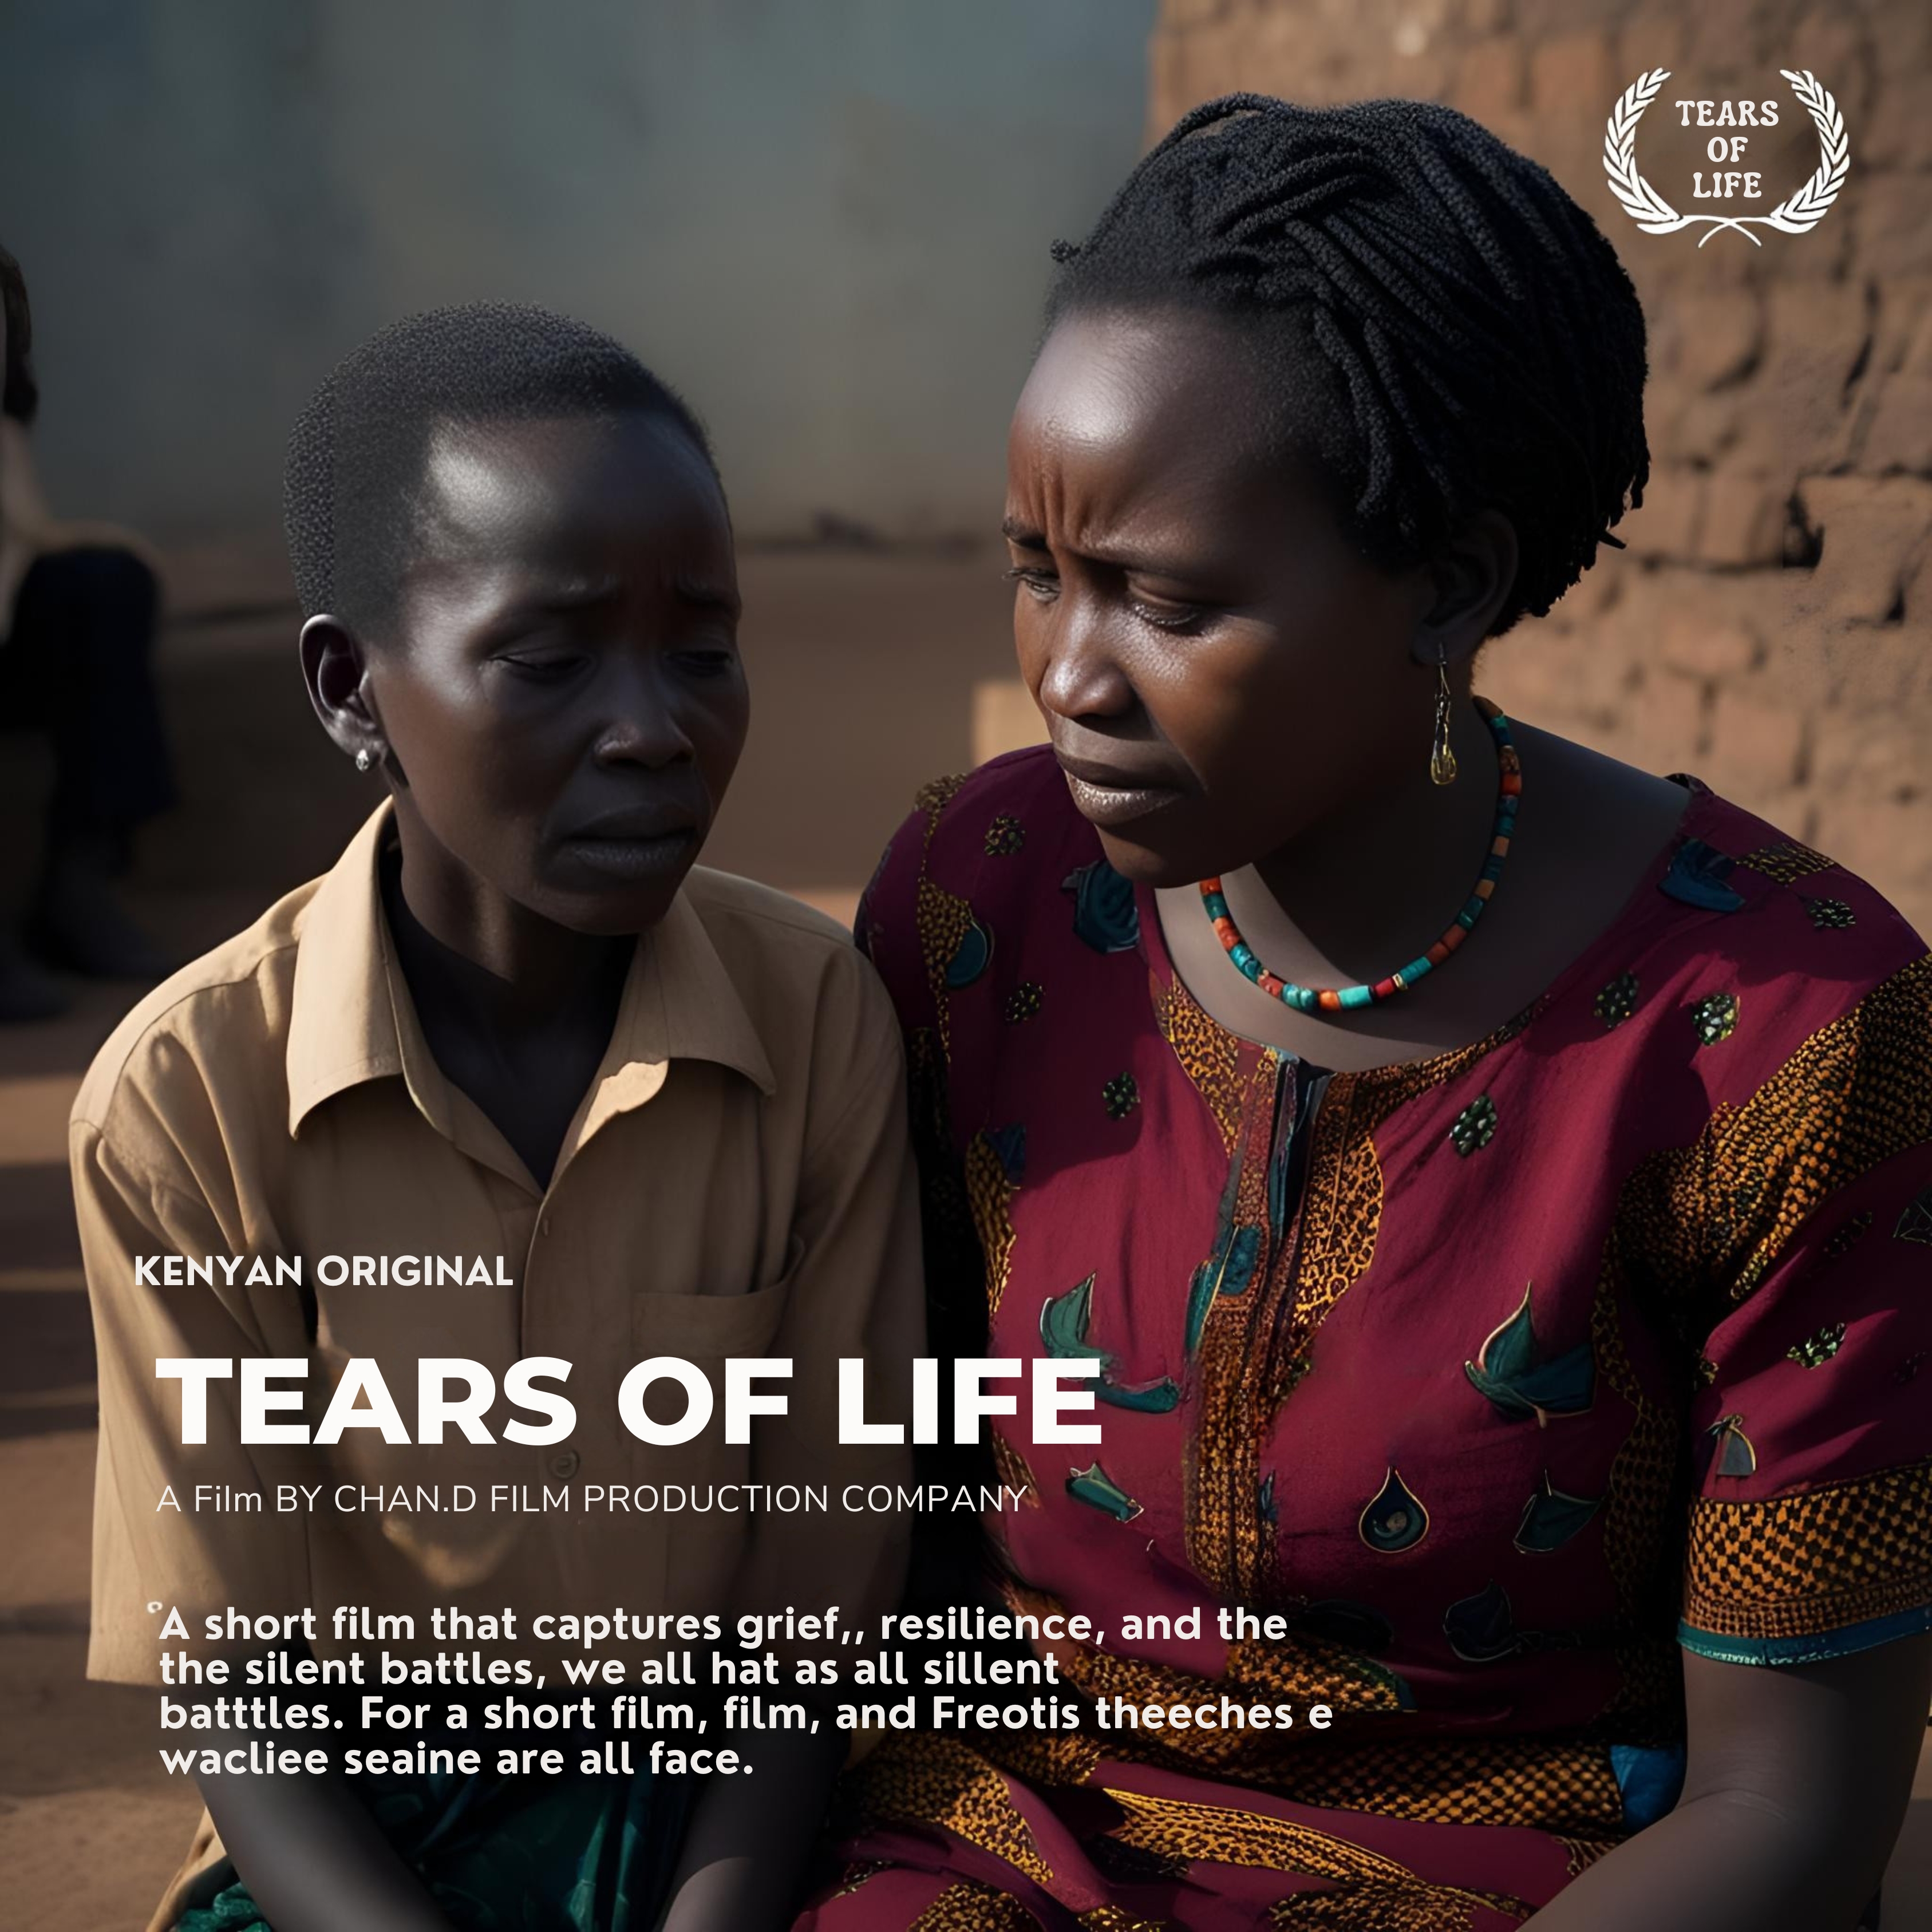 TEARS
OF
LIFE
KENYAN ORIGINAL
TEARS OF LIFE
A Film BY CHAN.D FILM PRODUCTION COMPANY
"A short film that captures grief,, resilience, and the
the silent battles, we all hat as all sillent
batttles. For a short film, film, and Freotis theeches e
wacliee seaine are all face.